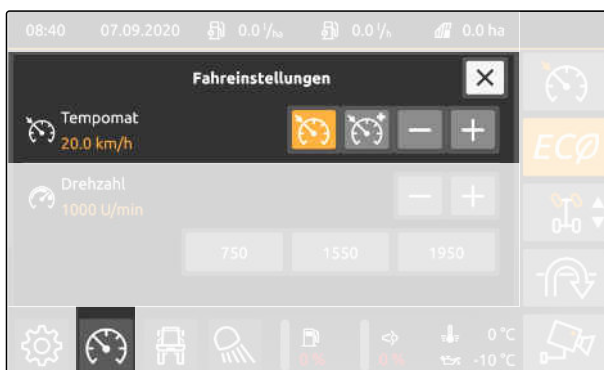 08:40 07.09.2020 0.0 l/ha 0.0 l/h 0.0 ha
Fahreinstellungen
Tempomat
20.0 km/h
ECO
Drehzahl
1000 U/min
750 1550 1950
0 % 0 % 0 °C
-10 °C